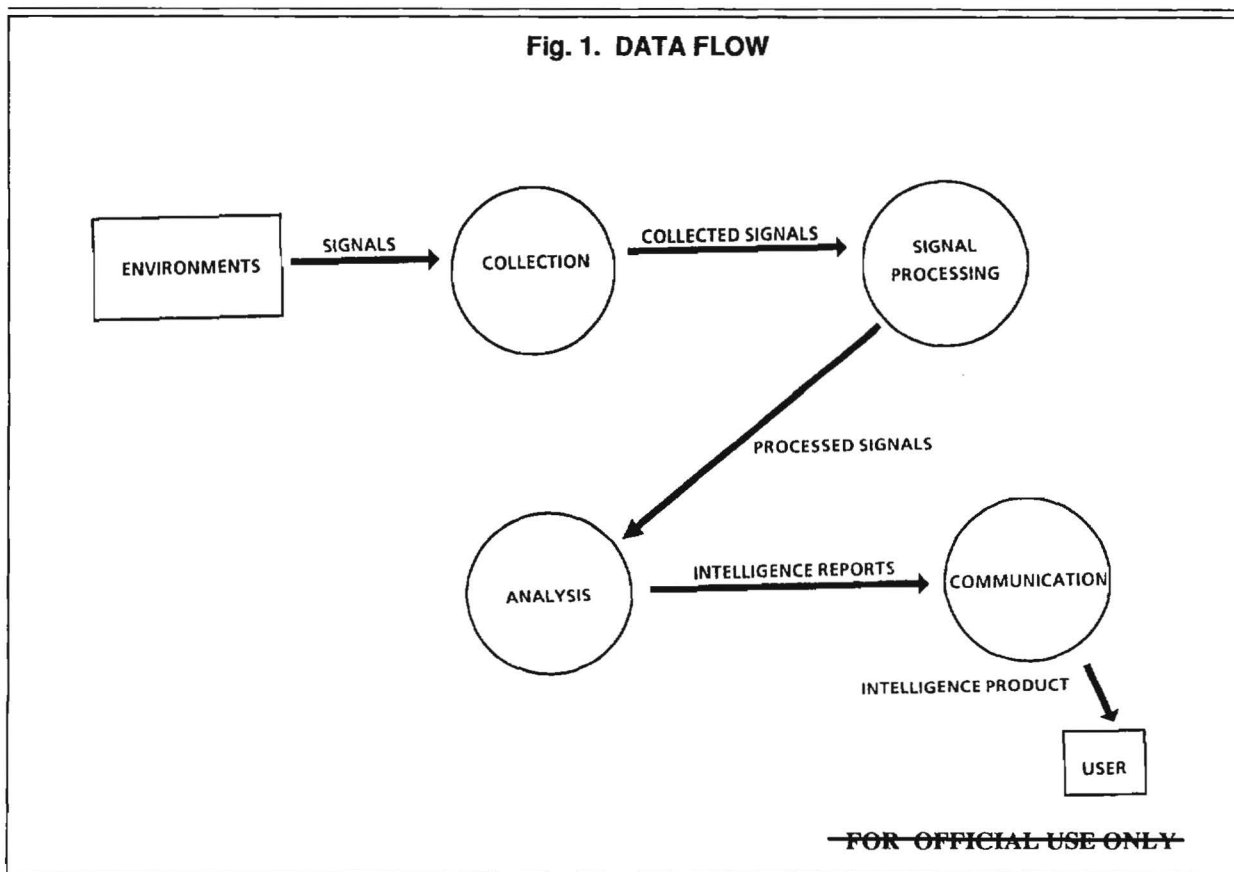 Fig. 1. DATA FLOW
ENVIRONMENTS
SIGNALS
COLLECTION
COLLECTED SIGNALS
SIGNAL
PROCESSING
PROCESSED SIGNALS
ANALYSIS
INTELLIGENCE REPORTS
COMMUNICATION
INTELLIGENCE PRODUCT
USER
FOR OFFICIAL USE ONLY